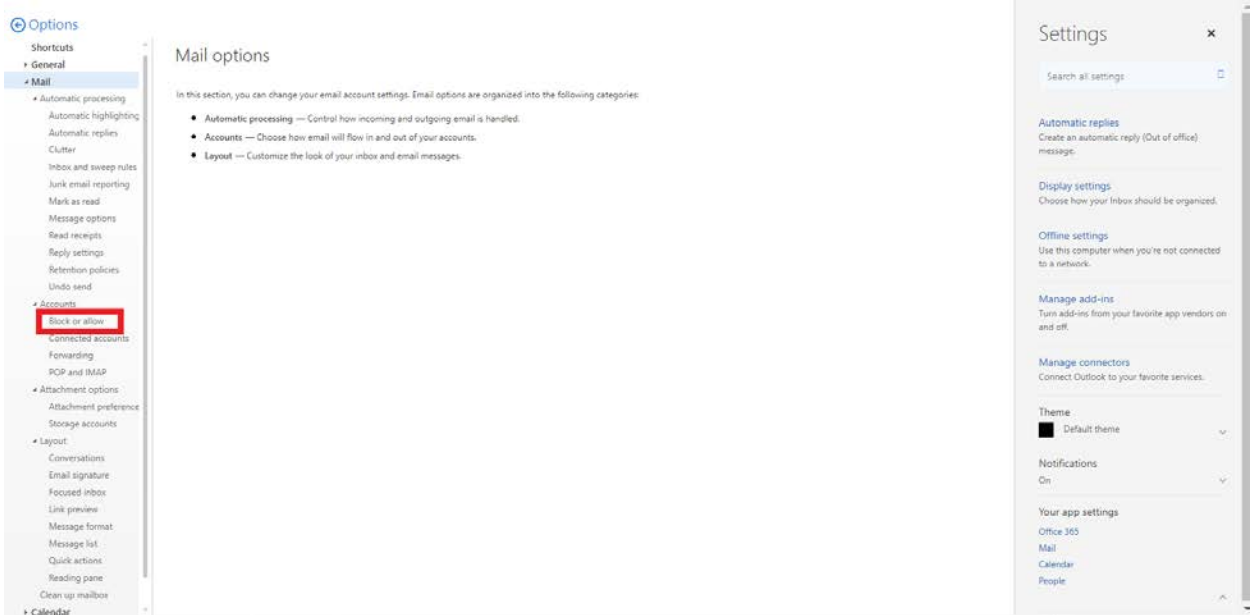 Options
Shortcuts
General
Mail
Automatic processing
Automatic highlighting
Automatic replies
Clutter
Inbox and sweep rules
Junk email reporting
Mark as read
Message options
Read receipts
Reply settings
Retention policies
Undo send
Accounts
Block or allow
Connected accounts
Forwarding
POP and IMAP
Attachment options
Attachment preference
Storage accounts
Layout
Conversations
Email signature
Focused inbox
Link preview
Message format
Message list
Quick actions
Reading pane
Clean up mailbox
Calendar
Mail options
In this section, you can change your email account settings. Email options are organized into the following categories:
• Automatic processing — Control how incoming and outgoing email is handled.
• Accounts — Choose how email will flow in and out of your accounts.
• Layout — Customize the look of your inbox and email messages.
Settings
Search all settings
Automatic replies
Create an automatic reply (Out of office)
message.
Display settings
Choose how your Inbox should be organized.
Offline settings
Use this computer when you're not connected
to a network.
Manage add-ins
Turn add-ins from your favorite app vendors on
and off.
Manage connectors
Connect Outlook to your favorite services.
Theme
Default theme
Notifications
On
Your app settings
Office 365
Mail
Calendar
People